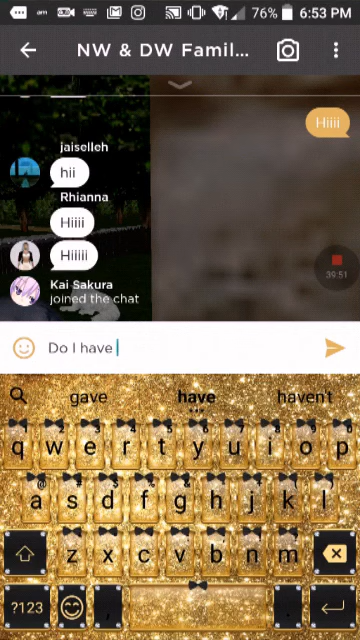 am 76% 6:53 PM
NW & DW Famil...
Hiiii
jaiselleh
hii
Rhianna
Hiiii
Hiiiii
39:51
Kai Sakura
joined the chat
Do I have
gave have haven't
q w e r t y u i o p
a s d f g h j k l
z x c v b n m
?123 , .